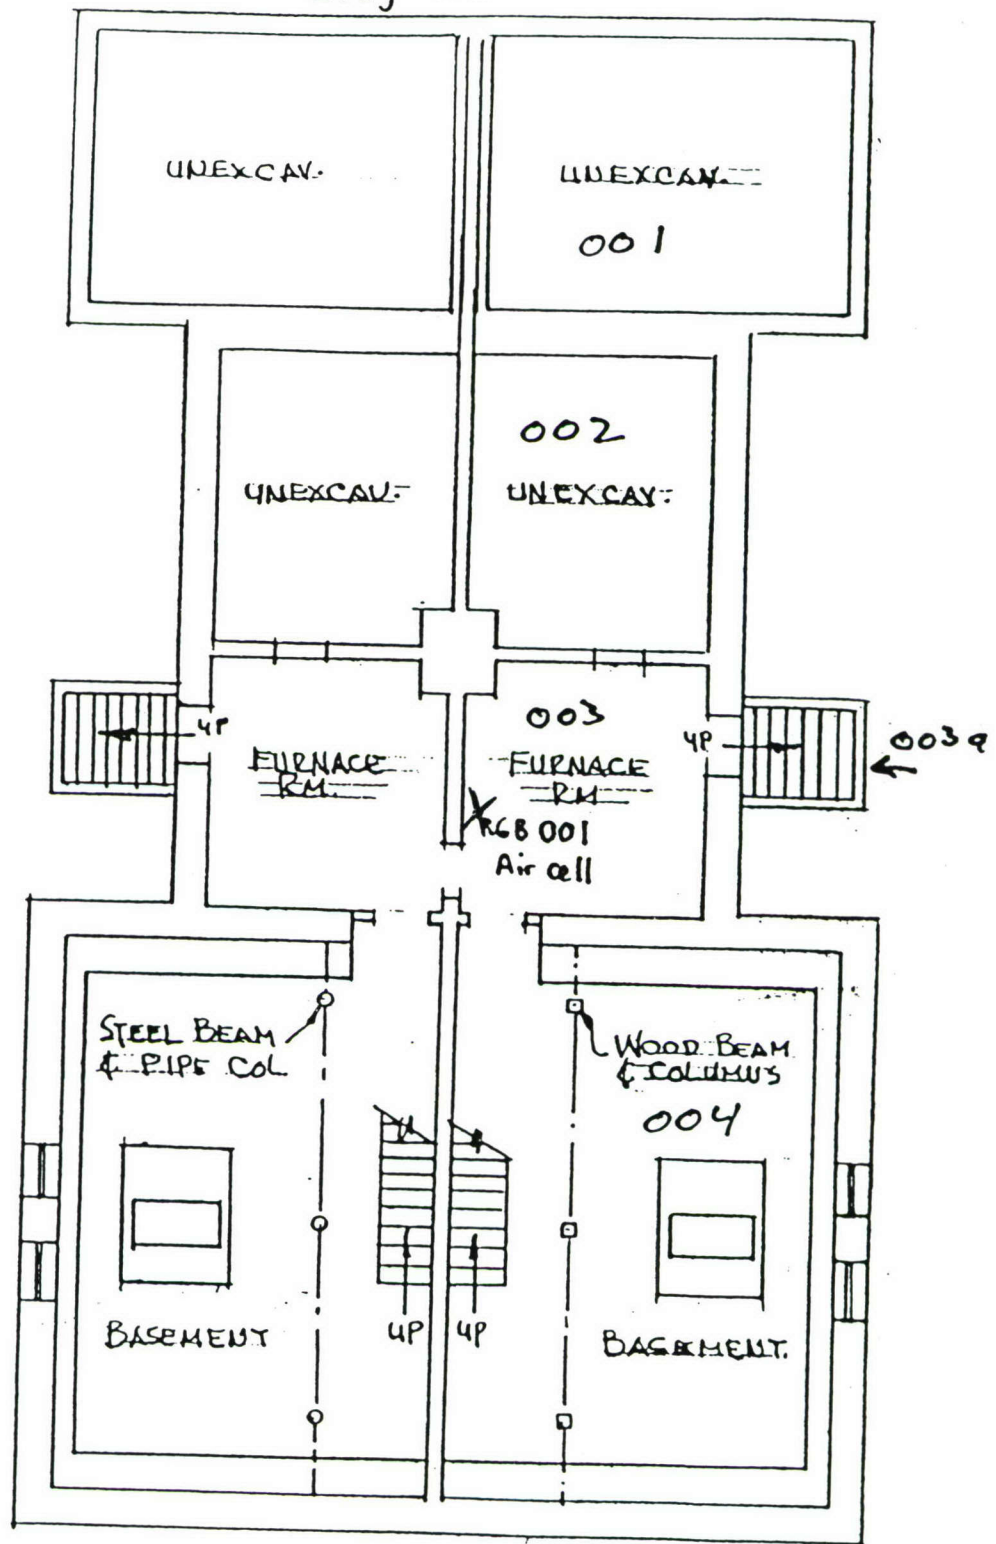 UNEXCAV.
UNEXCAV.
001
002
UNEXCAV.
UNEXCAV.
003
UP
UP
003a
FURNACE
RM.
FURNACE
RM
X RGB 001
Air cell
STEEL BEAM
& PIPE COL
WOOD BEAM
& COLUMNS
004
UP
UP
BASEMENT
BASEMENT.